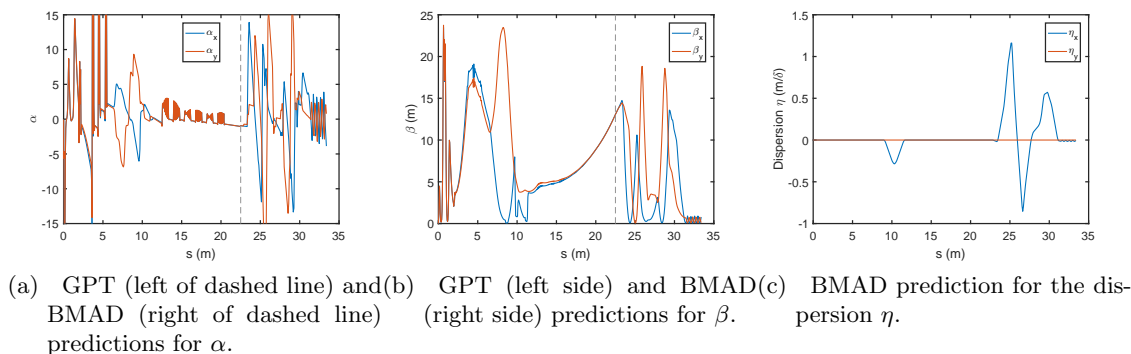 15
10
5
0
-5
-10
-15
α
α_x
α_y
0 5 10 15 20 25 30 35
s (m)
25
20
15
10
5
0
β (m)
β_x
β_y
0 5 10 15 20 25 30 35
s (m)
1.5
1
0.5
0
-0.5
-1
Dispersion η (m/δ)
η_x
η_y
0 5 10 15 20 25 30 35
s (m)
(a) GPT (left of dashed line) and
BMAD (right of dashed line)
predictions for α.
(b) GPT (left side) and BMAD
(right side) predictions for β.
(c) BMAD prediction for the dis-
persion η.